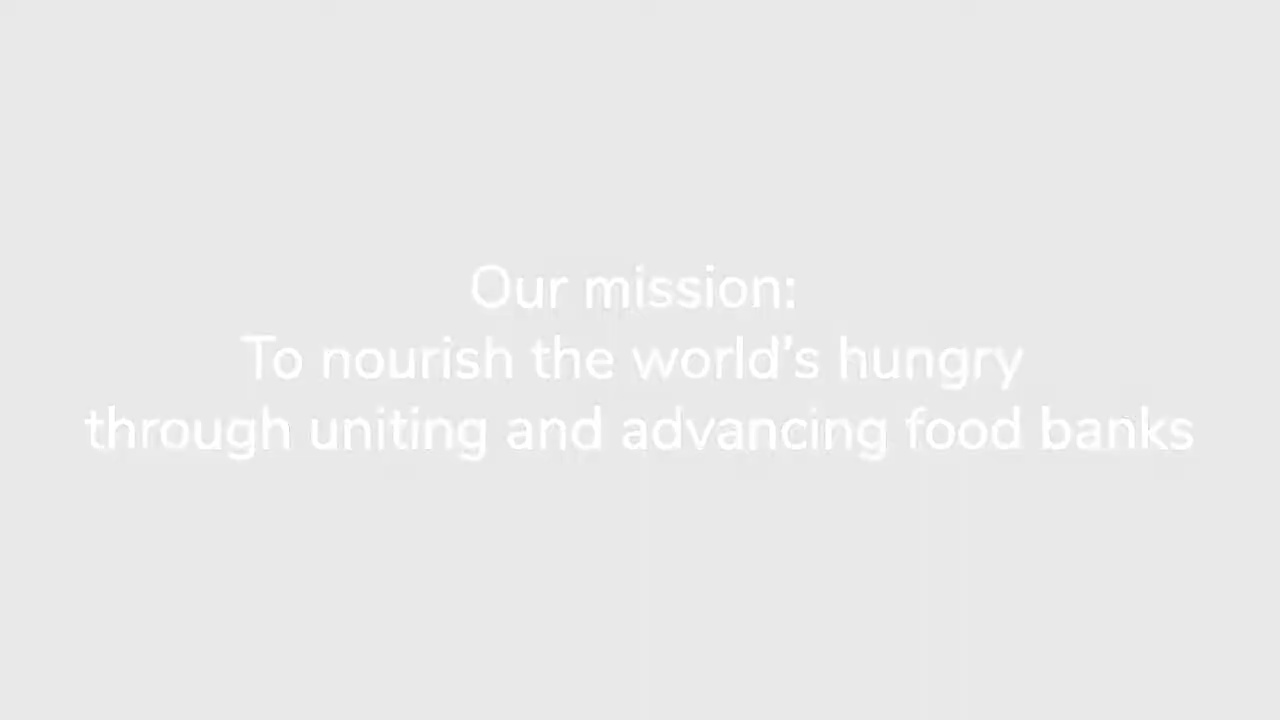 Our mission:
To nourish the world’s hungry
through uniting and advancing food banks